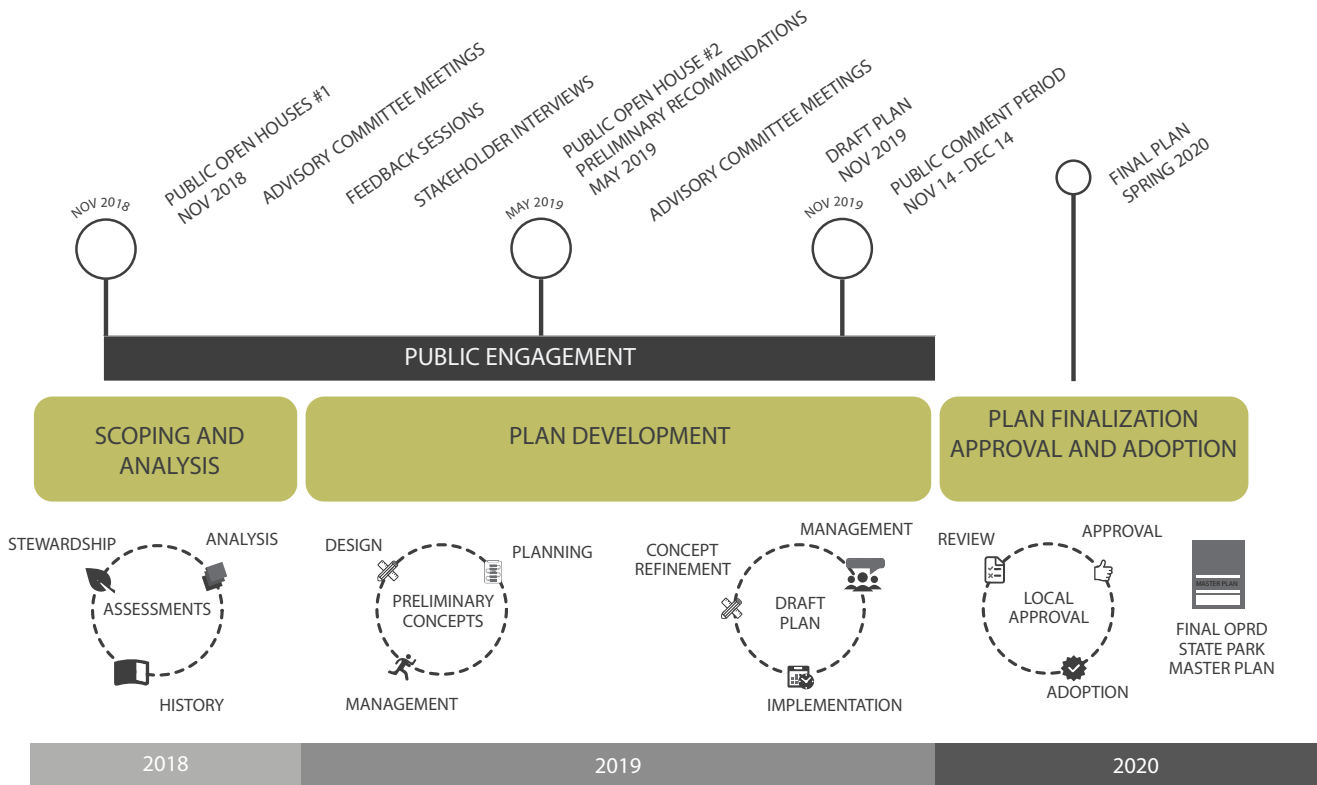 NOV 2018
PUBLIC OPEN HOUSES #1
NOV 2018
ADVISORY COMMITTEE MEETINGS
FEEDBACK SESSIONS
STAKEHOLDER INTERVIEWS
MAY 2019
PUBLIC OPEN HOUSE #2
PRELIMINARY RECOMMENDATIONS
MAY 2019
ADVISORY COMMITTEE MEETINGS
NOV 2019
DRAFT PLAN
NOV 2019
PUBLIC COMMENT PERIOD
NOV 14 - DEC 14
FINAL PLAN
SPRING 2020
PUBLIC ENGAGEMENT
SCOPING AND
ANALYSIS
PLAN DEVELOPMENT
PLAN FINALIZATION
APPROVAL AND ADOPTION
STEWARDSHIP
ANALYSIS
ASSESSMENTS
HISTORY
DESIGN
PLANNING
PRELIMINARY
CONCEPTS
MANAGEMENT
CONCEPT
REFINEMENT
MANAGEMENT
DRAFT
PLAN
IMPLEMENTATION
REVIEW
APPROVAL
LOCAL
APPROVAL
ADOPTION
MASTER PLAN
FINAL OPRD
STATE PARK
MASTER PLAN
2018
2019
2020